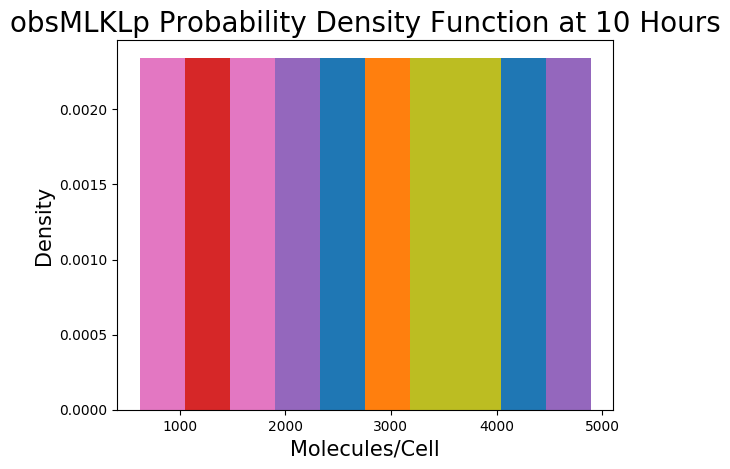 obsMLKLp Probability Density Function at 10 Hours
0.0020
0.0015
0.0010
0.0005
0.0000
Density
1000 2000 3000 4000 5000
Molecules/Cell